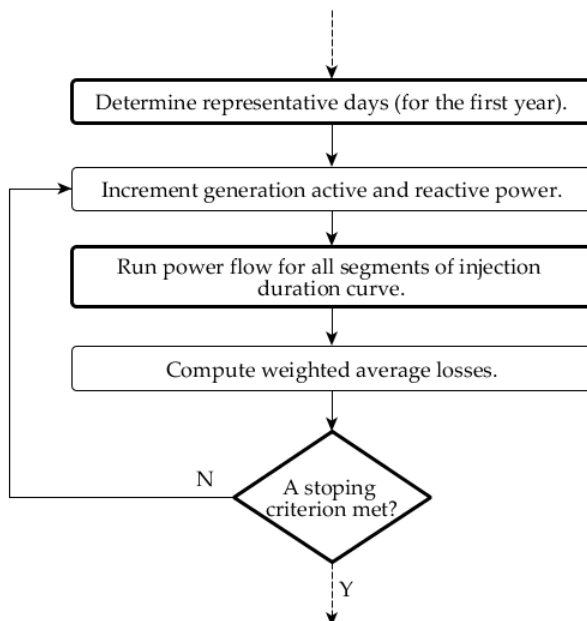 Determine representative days (for the first year).
Increment generation active and reactive power.
Run power flow for all segments of injection
duration curve.
Compute weighted average losses.
N
A stoping
criterion met?
Y